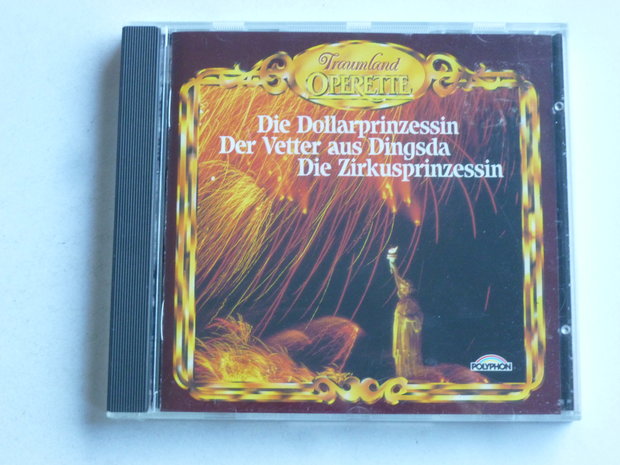 Traumland
OPERETTE
Die Dollarprinzessin
Der Vetter aus Dingsda
Die Zirkusprinzessin
POLYPHON